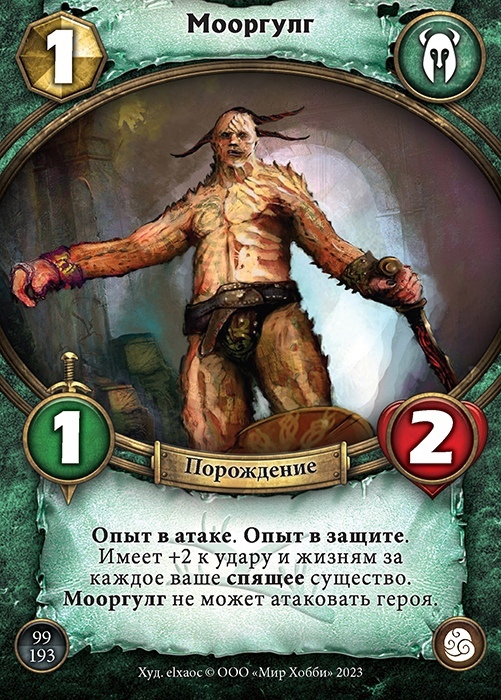 Мооргулг
1
1
2
Порождение
Опыт в атаке. Опыт в защите.
Имеет +2 к удару и жизням за
каждое ваше спящее существо.
Мооргулг не может атаковать героя.
99
193
Худ. elxaoc © ООО «Мир Хобби» 2023